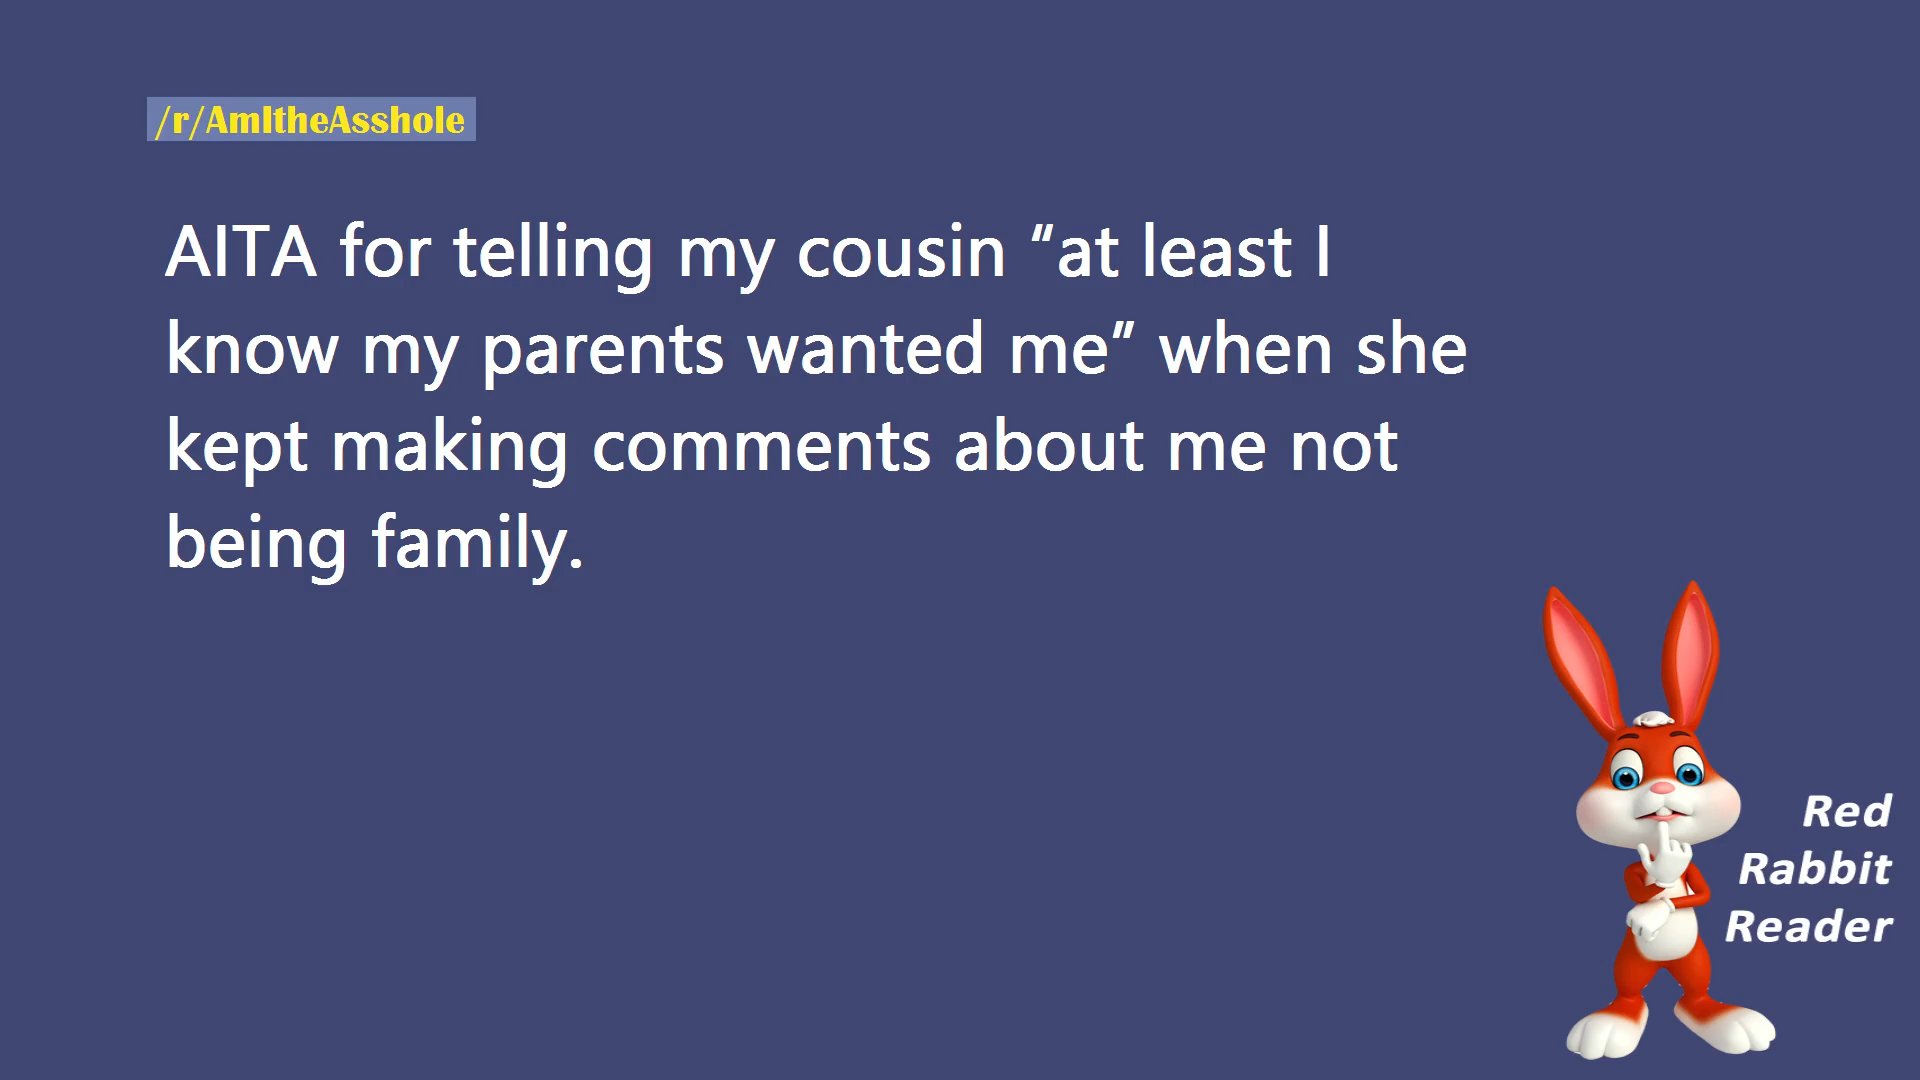 /r/AmItheAsshole
AITA for telling my cousin “at least I
know my parents wanted me” when she
kept making comments about me not
being family.
Red
Rabbit
Reader